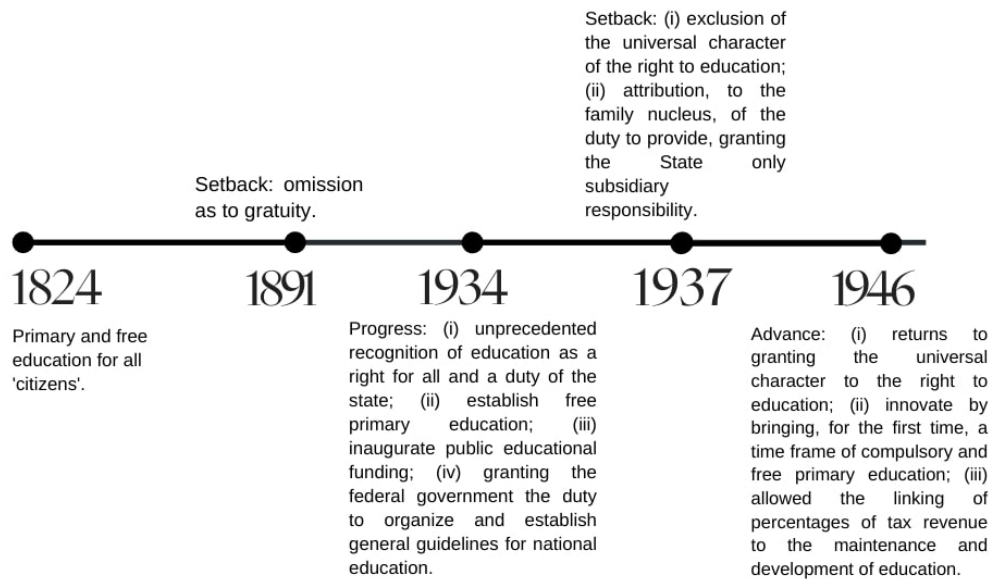 Setback: (i) exclusion of
the universal character
of the right to education;
(ii) attribution, to the
family nucleus, of the
duty to provide, granting
the State only
subsidiary
responsibility.
Setback: omission
as to gratuity.
1824
1891
1934
1937
1946
Primary and free
education for all
'citizens'.
Progress: (i) unprecedented
recognition of education as a
right for all and a duty of the
state; (ii) establish free
primary education; (iii)
inaugurate public educational
funding; (iv) granting the
federal government the duty
to organize and establish
general guidelines for national
education.
Advance: (i) returns to
granting the universal
character to the right to
education; (ii) innovate by
bringing, for the first time, a
time frame of compulsory and
free primary education; (iii)
allowed the linking of
percentages of tax revenue
to the maintenance and
development of education.